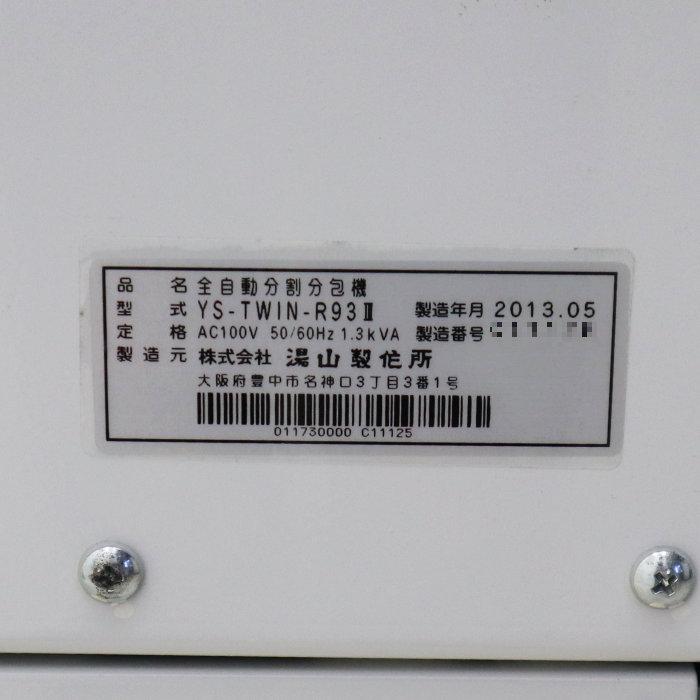 品名 全自動分割分包機
型式 YS-TWIN-R93Ⅱ 製造年月 2013.05
定格 AC100V 50/60Hz 1.3kVA 製造番号
製造元 株式会社 湯山製作所
大阪府豊中市名神口3丁目3番1号
011730000 C11125